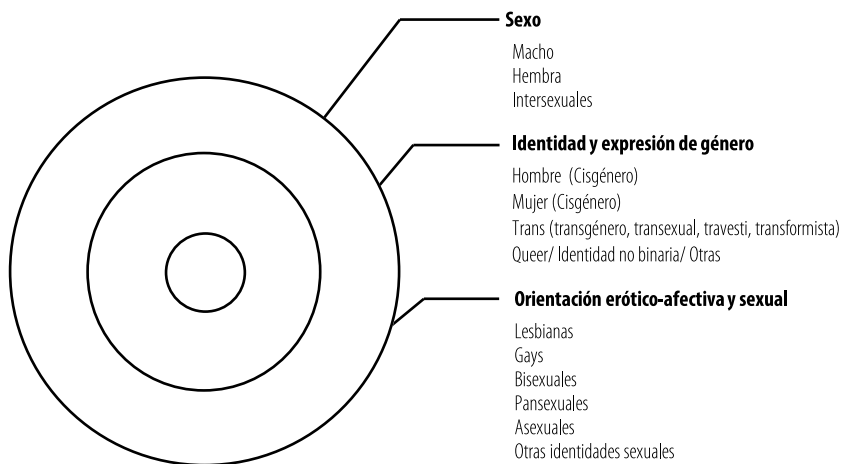 Sexo
Macho
Hembra
Intersexuales
Identidad y expresión de género
Hombre (Cisgénero)
Mujer (Cisgénero)
Trans (transgénero, transexual, travesti, transformista)
Queer/ Identidad no binaria/ Otras
Orientación erótico-afectiva y sexual
Lesbianas
Gays
Bisexuales
Pansexuales
Asexuales
Otras identidades sexuales